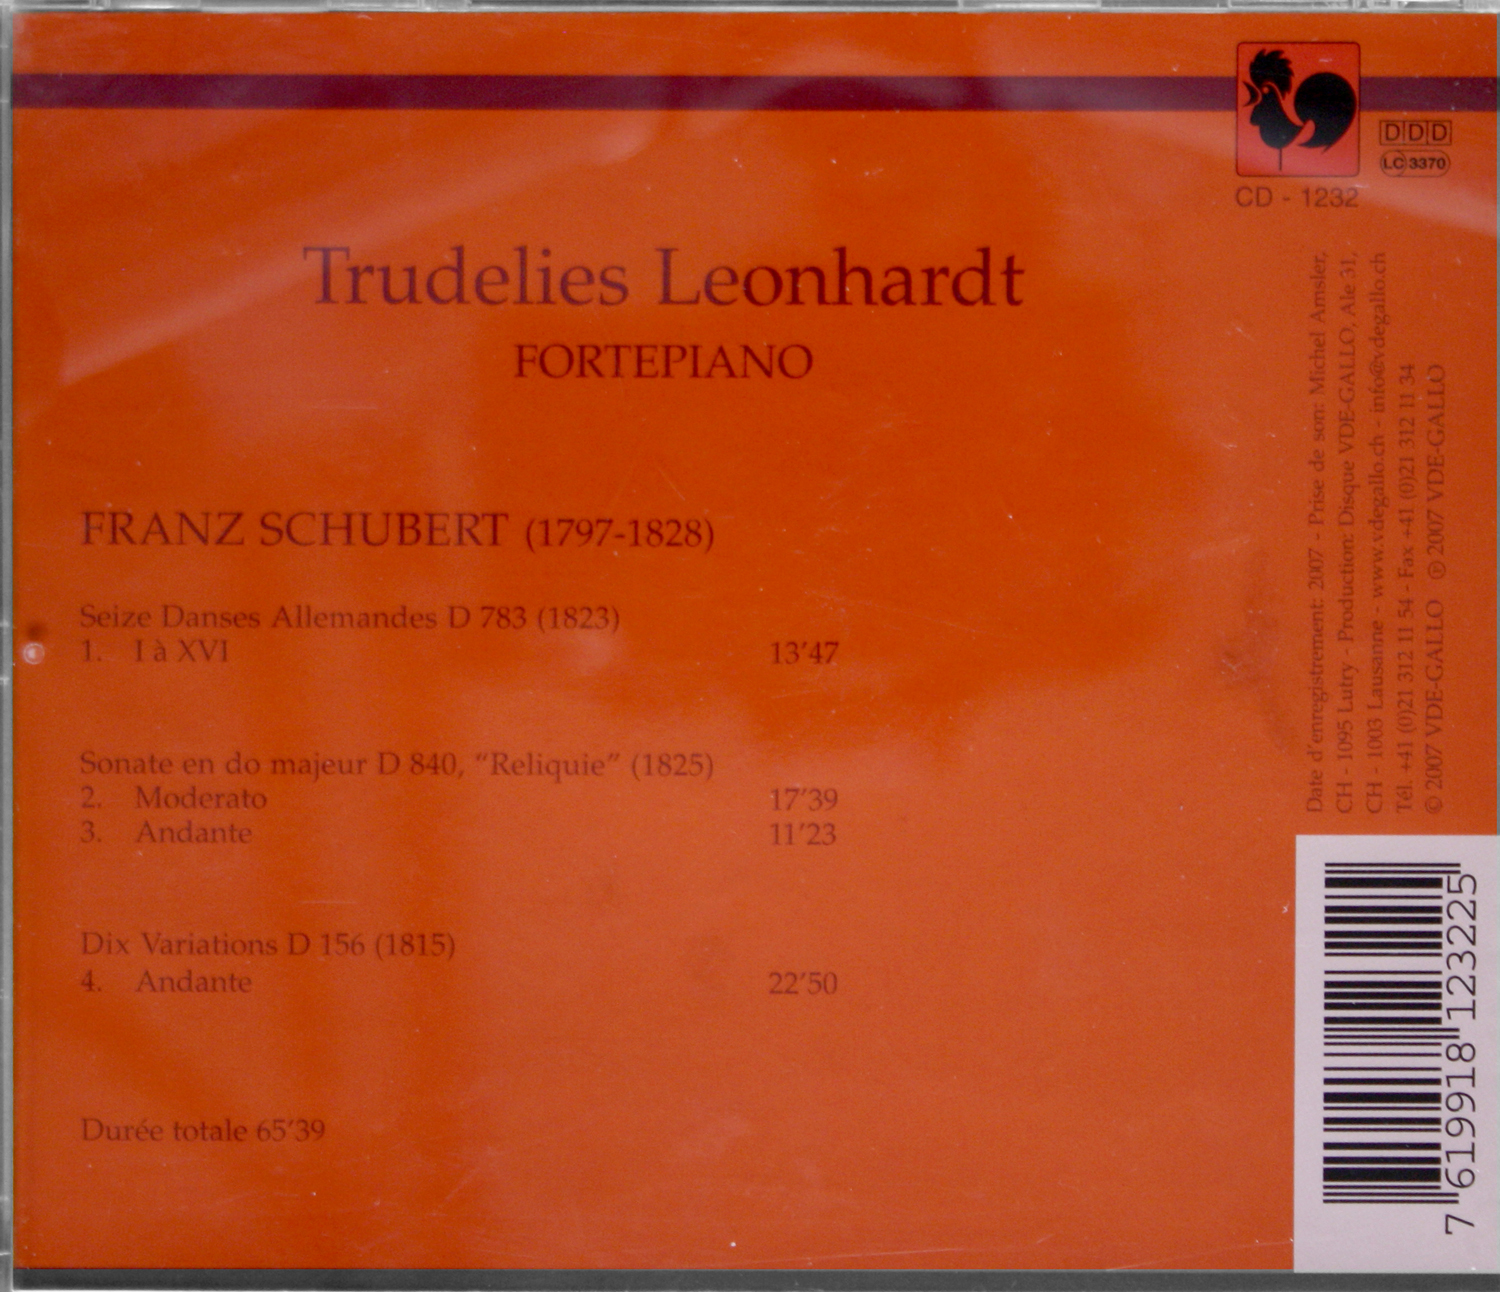 DDD
LC 3370
CD - 1232
Trudelies Leonhardt
FORTEPIANO
FRANZ SCHUBERT (1797-1828)
Seize Danses Allemandes D 783 (1823)
1. I à XVI 13'47
Sonate en do majeur D 840, "Reliquie" (1825)
2. Moderato 17'39
3. Andante 11'23
Dix Variations D 156 (1815)
4. Andante 22'50
Durée totale 65'39
Date d'enregistrement: 2007 - Prise de son: Michel Amsler,
CH - 1095 Lutry - Production: Disque VDE-GALLO, Ale 31,
CH - 1003 Lausanne - www.vdegallo.ch - info@vdegallo.ch
Tél. +41 (0)21 312 11 54 - Fax +41 (0)21 312 11 34
© 2007 VDE-GALLO ℗ 2007 VDE-GALLO
7 619918 123225